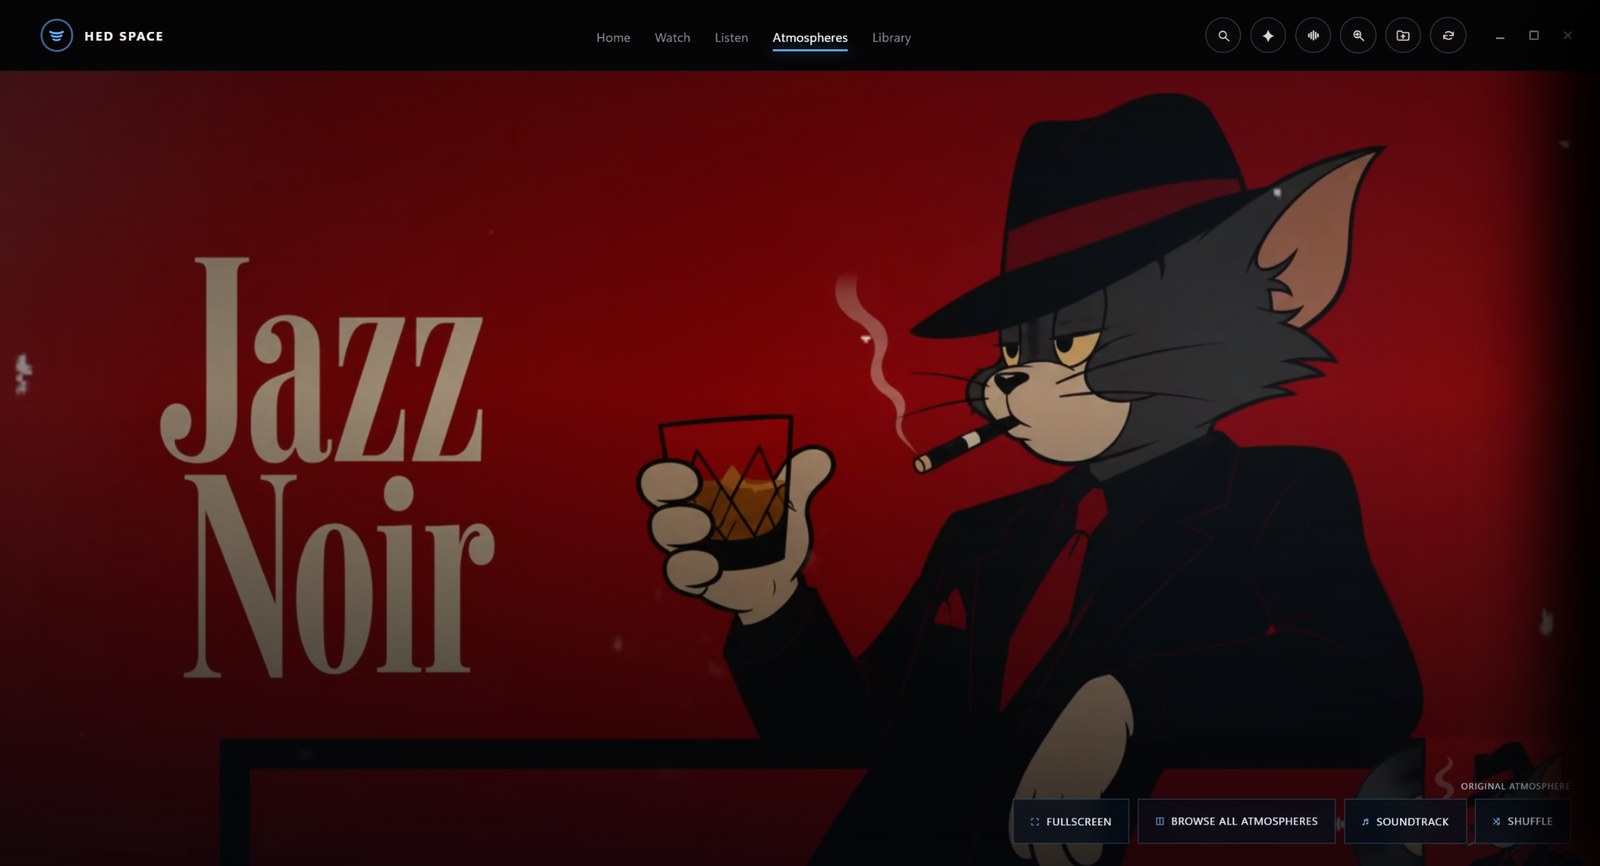 HED SPACE
Home Watch Listen Atmospheres Library
Jazz
Noir
ORIGINAL ATMOSPHERE
FULLSCREEN BROWSE ALL ATMOSPHERES SOUNDTRACK SHUFFLE